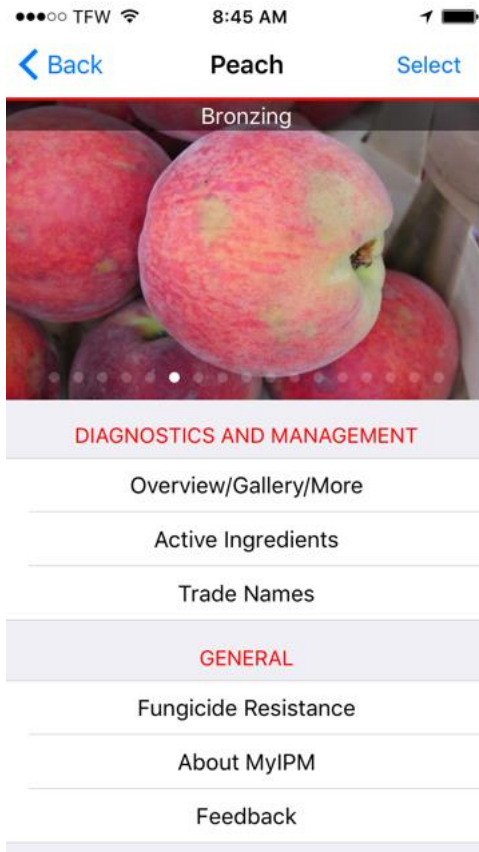 TFW 8:45 AM
Back Peach Select
Bronzing
DIAGNOSTICS AND MANAGEMENT
Overview/Gallery/More
Active Ingredients
Trade Names
GENERAL
Fungicide Resistance
About MyIPM
Feedback